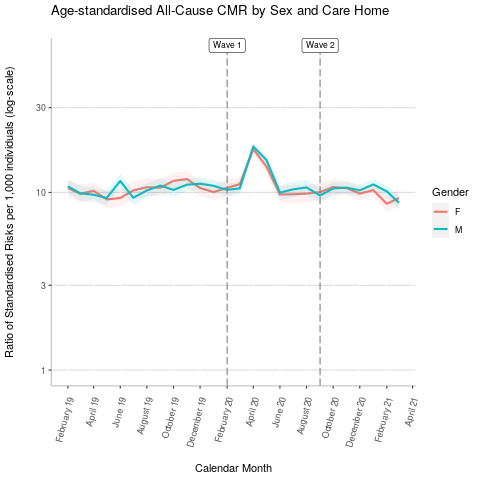 Age-standardised All-Cause CMR by Sex and Care Home
Wave 1
Wave 2
Ratio of Standardised Risks per 1,000 individuals (log-scale)
30
10
3
1
Gender
F
M
February 19
April 19
June 19
August 19
October 19
December 19
February 20
April 20
June 20
August 20
October 20
December 20
February 21
April 21
Calendar Month